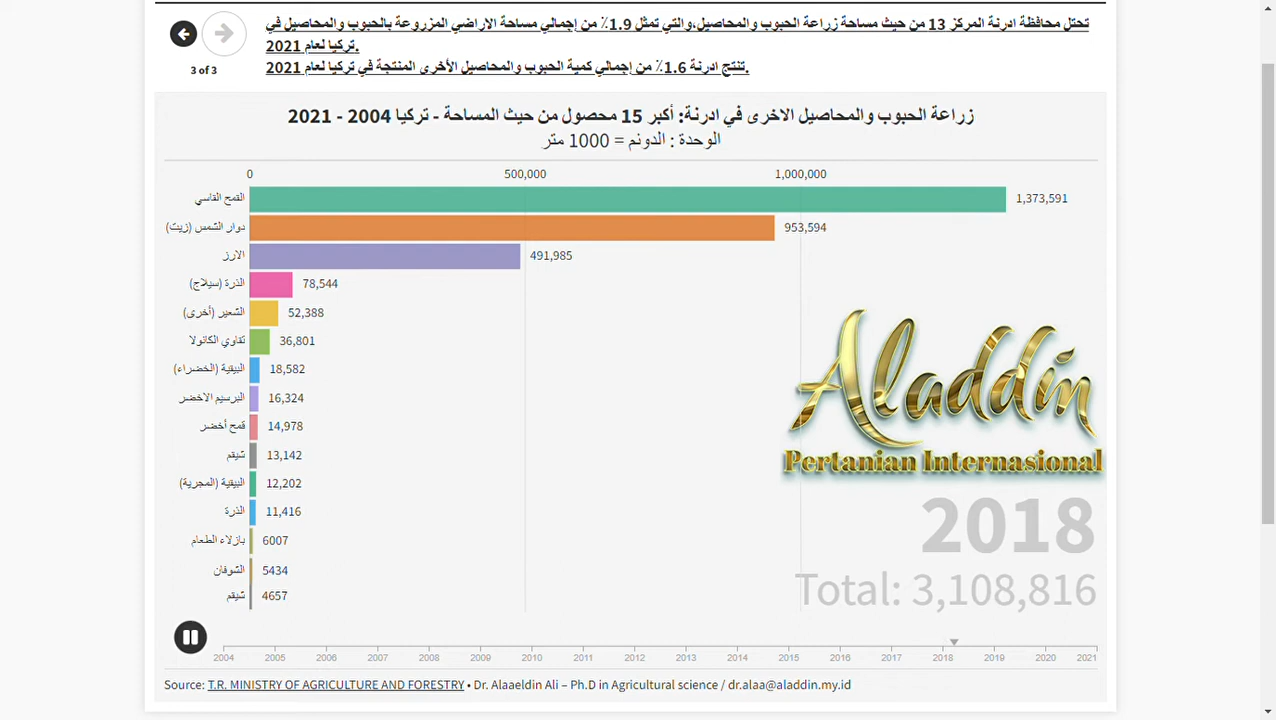 تحتل محافظة ادرنة المركز 13 من حيث مساحة زراعة الحبوب والمحاصيل،والتي تمثل 1.9٪ من إجمالي مساحة الاراضي المزروعة بالحبوب والمحاصيل في
تركيا لعام 2021.
تنتج ادرنة 1.6٪ من إجمالي كمية الحبوب والمحاصيل الأخرى المنتجة في تركيا لعام 2021.
3 of 3
زراعة الحبوب والمحاصيل الاخرى في ادرنة: أكبر 15 محصول من حيث المساحة - تركيا 2004 - 2021
الوحدة : الدونم = 1000 متر
0 500,000 1,000,000
القمح القاسي 1,373,591
دوار الشمس (زيت) 953,594
الارز 491,985
الذرة (سيلاج) 78,544
الشعير (أخرى) 52,388
تقاوي الكانولا 36,801
البيقية (الخضراء) 18,582
البرسيم الاخضر 16,324
قمح أخضر 14,978
شيقم 13,142
البيقية (المجرية) 12,202
الذرة 11,416
بازلاء الطعام 6007
الشوفان 5434
شيقم 4657
Aladdin
Pertanian Internasional
2018
Total: 3,108,816
2004 2005 2006 2007 2008 2009 2010 2011 2012 2013 2014 2015 2016 2017 2018 2019 2020 2021
Source: T.R. MINISTRY OF AGRICULTURE AND FORESTRY • Dr. Alaaeldin Ali – Ph.D in Agricultural science / dr.alaa@aladdin.my.id